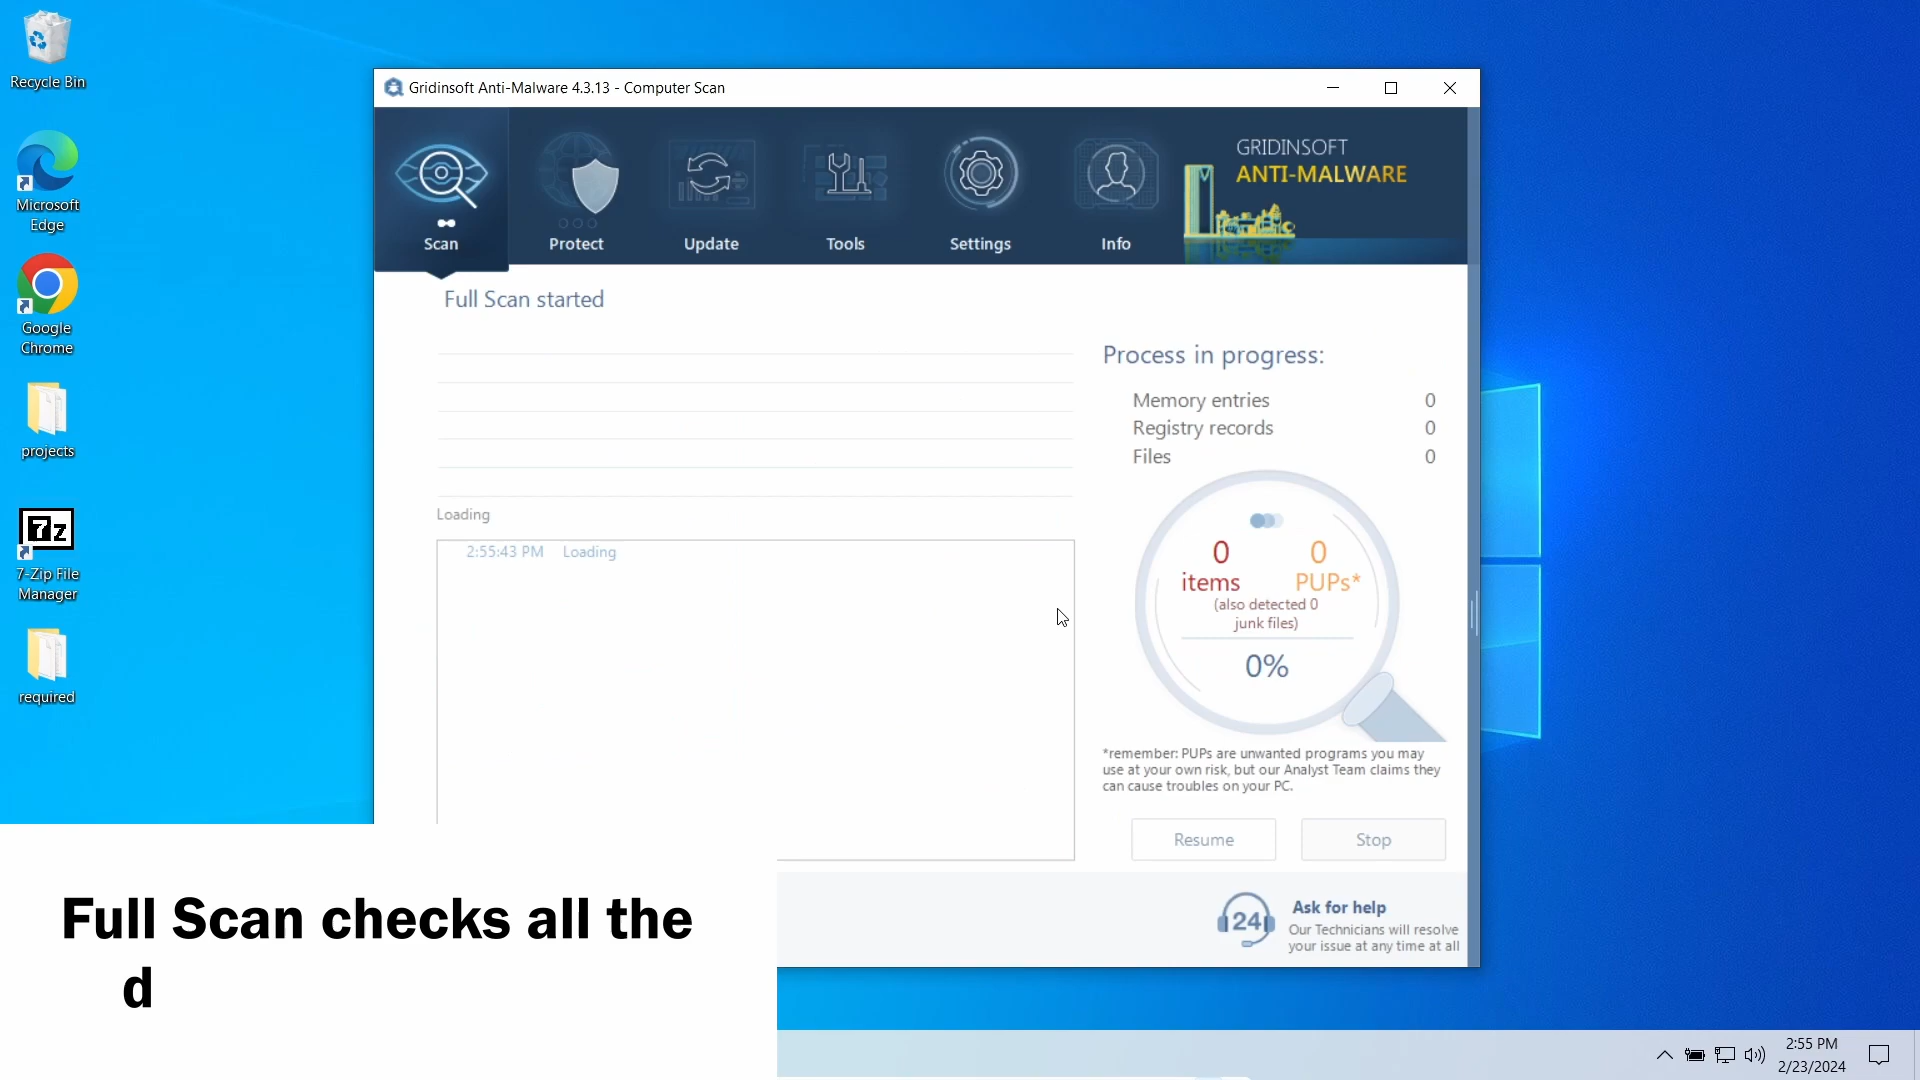 Recycle Bin
Microsoft
Edge
Google
Chrome
projects
7z
7-Zip File
Manager
required
Gridinsoft Anti-Malware 4.3.13 - Computer Scan
Scan
Protect
Update
Tools
Settings
Info
GRIDINSOFT
ANTI-MALWARE
Full Scan started
Loading
2:55:43 PM Loading
Process in progress:
Memory entries 0
Registry records 0
Files 0
0 0
items PUPs*
(also detected 0
junk files)
0%
*remember: PUPs are unwanted programs you may
use at your own risk, but our Analyst Team claims they
can cause troubles on your PC.
Resume
Stop
24
Ask for help
Our Technicians will resolve
your issue at any time at all
Full Scan checks all the
d
2:55 PM
2/23/2024